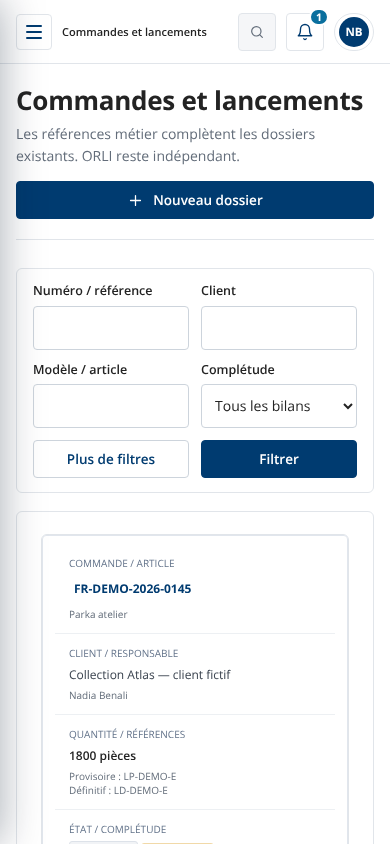 Commandes et lancements
1
NB
Commandes et lancements
Les références métier complètent les dossiers
existants. ORLI reste indépendant.
+ Nouveau dossier
Numéro / référence
Client
Modèle / article
Complétude
Tous les bilans
Plus de filtres
Filtrer
COMMANDE / ARTICLE
FR-DEMO-2026-0145
Parka atelier
CLIENT / RESPONSABLE
Collection Atlas — client fictif
Nadia Benali
QUANTITÉ / RÉFÉRENCES
1800 pièces
Provisoire : LP-DEMO-E
Définitif : LD-DEMO-E
ÉTAT / COMPLÉTUDE